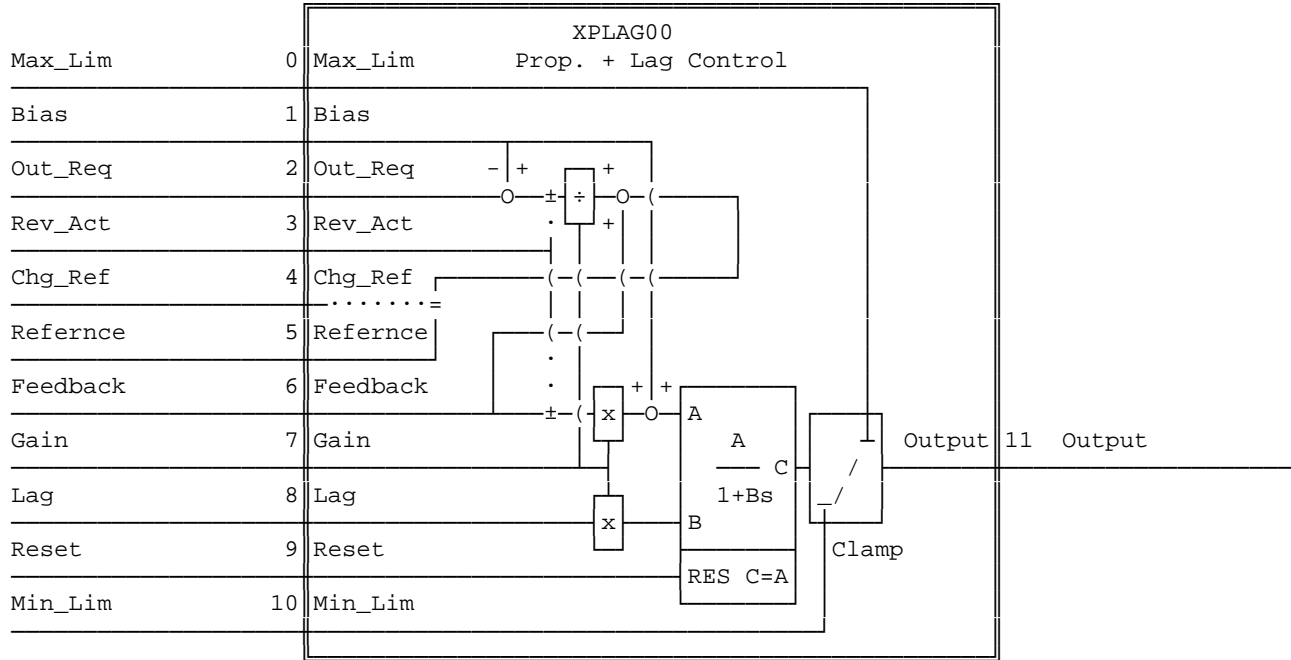 XPLAG00
Max_Lim 0 Max_Lim Prop. + Lag Control
Bias 1 Bias
Out_Req 2 Out_Req - + +
O ± ÷ O (
Rev_Act 3 Rev_Act +
Chg_Ref 4 Chg_Ref ( ( ( (
=
Refernce 5 Refernce ( (
Feedback 6 Feedback + +
± ( x O A
Gain 7 Gain A Output 11 Output
C /
Lag 8 Lag 1+Bs _/
x B
Reset 9 Reset Clamp
RES C=A
Min_Lim 10 Min_Lim